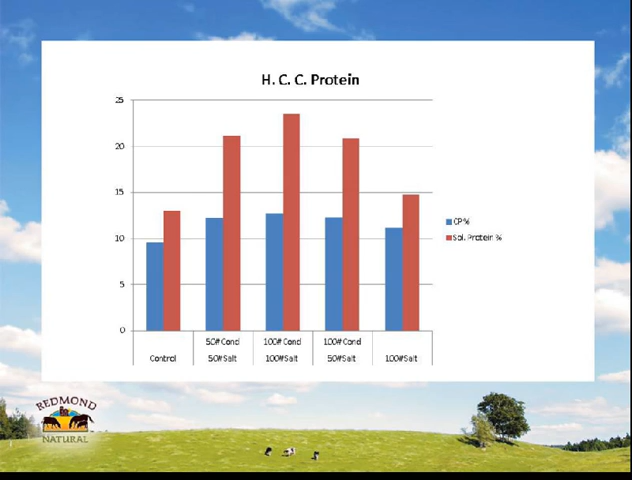 H. C. C. Protein
25
20
15
10
5
0
CP%
Sol. Protein %
50# Cond 100# Cond 100# Cond
Control 50# Salt 100# Salt 50# Salt 100# Salt
REDMOND
NATURAL